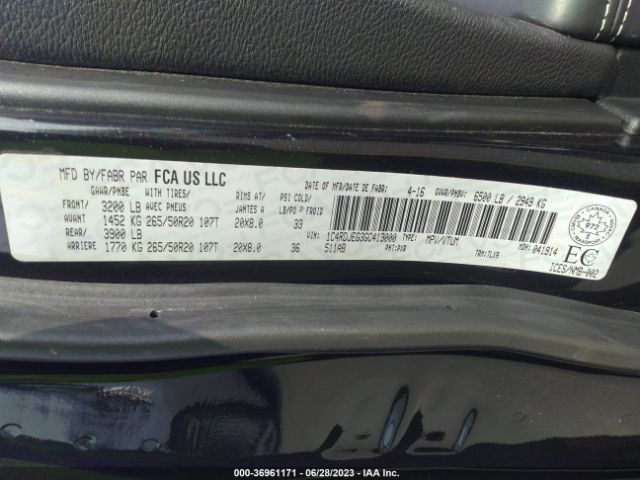 MFD BY/FABR PAR FCA US LLC
DATE OF MFR/DATE DE FABR: 4-16 GVWR/PNBV: 6500 LB / 2949 KG
GAWR/PNBE WITH TIRES/ RIMS AT/ PSI COLD/
FRONT/ 3200 LB AVEC PNEUS JANTES A LB/PO² FROID
AVANT 1452 KG 265/50R20 107T 20X8.0 33
REAR/ 3900 LB
ARRIERE 1770 KG 265/50R20 107T 20X8.0 36
VIN: 1C4RDJEG3GC413000 TYPE: MPV/VTUM MDH: 041914
511AB PNT:PVR TRM:TLX9
EC
ICES/NMB-002
000-36961171 - 06/28/2023 - IAA Inc.